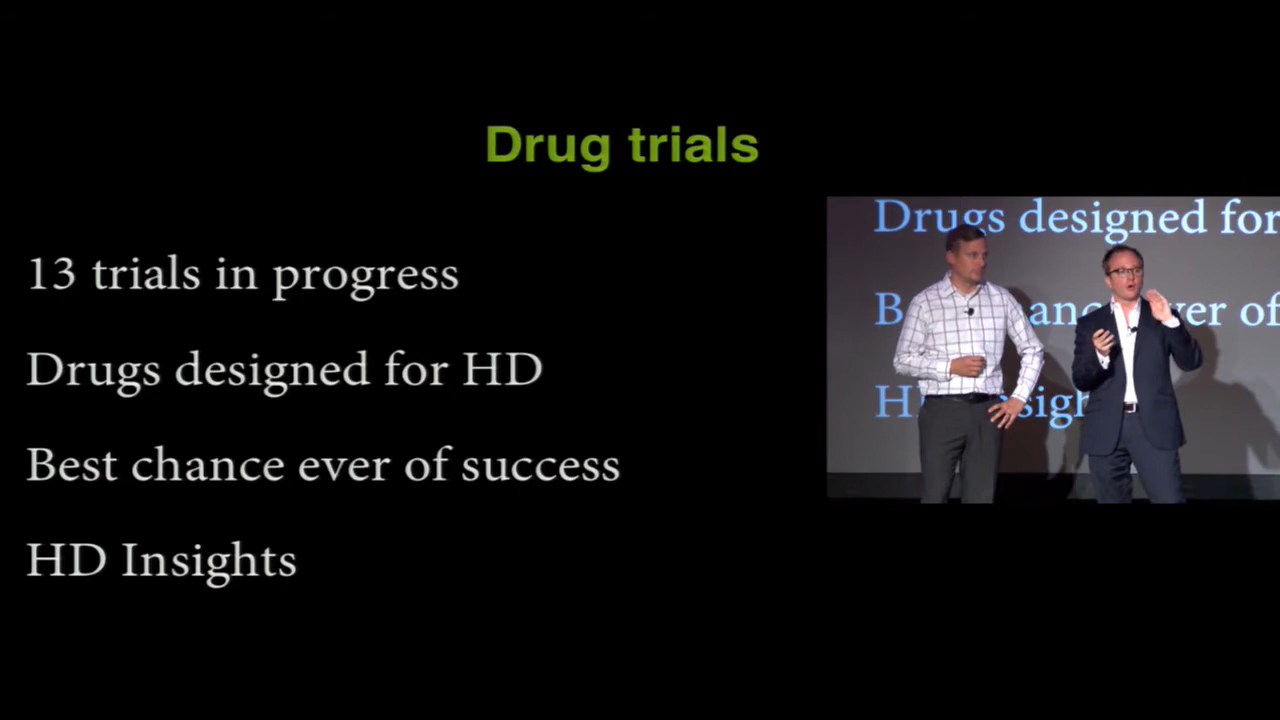 Drug trials
13 trials in progress
Drugs designed for HD
Best chance ever of success
HD Insights
Drugs designed for